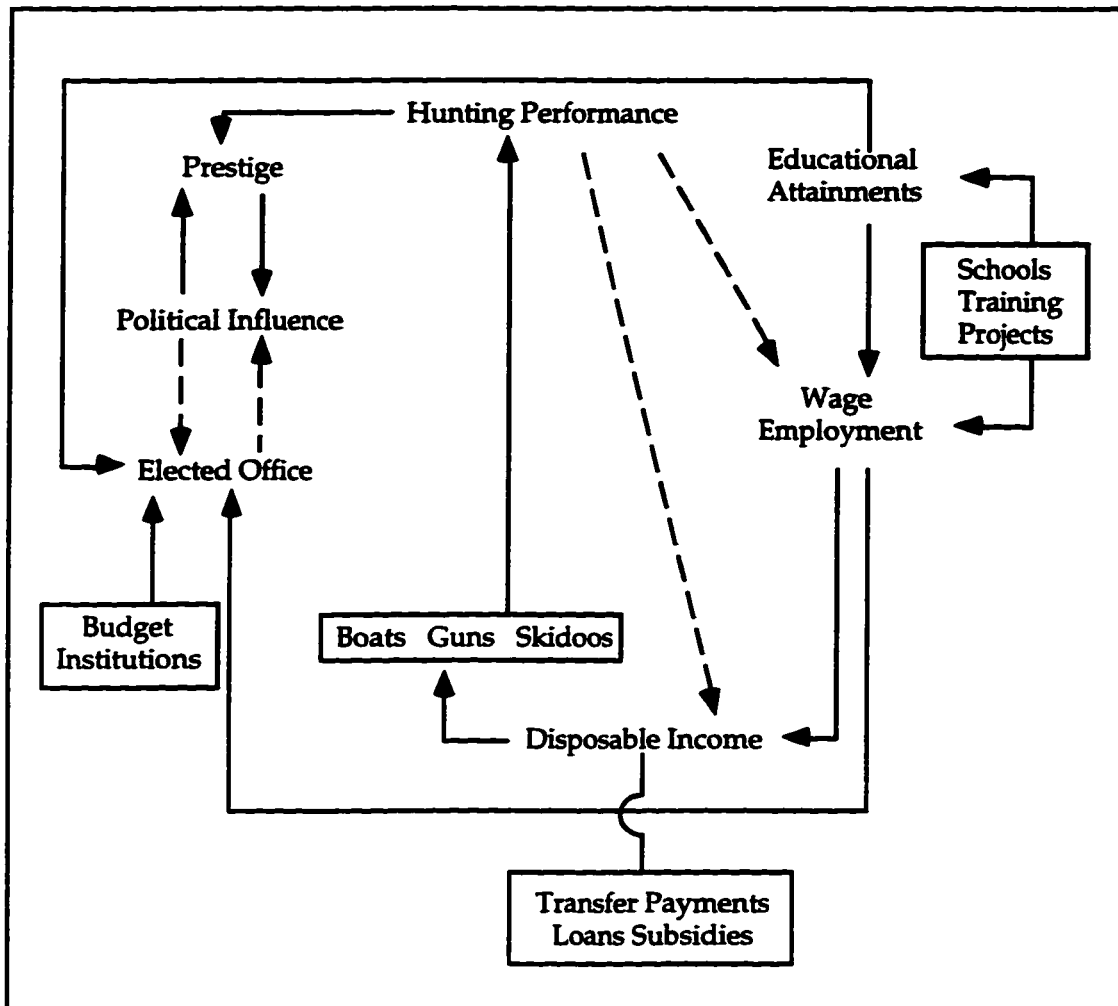 Hunting Performance
Prestige
Educational
Attainments
Schools
Training
Projects
Political Influence
Wage
Employment
Elected Office
Budget
Institutions
Boats Guns Skidoos
Disposable Income
Transfer Payments
Loans Subsidies